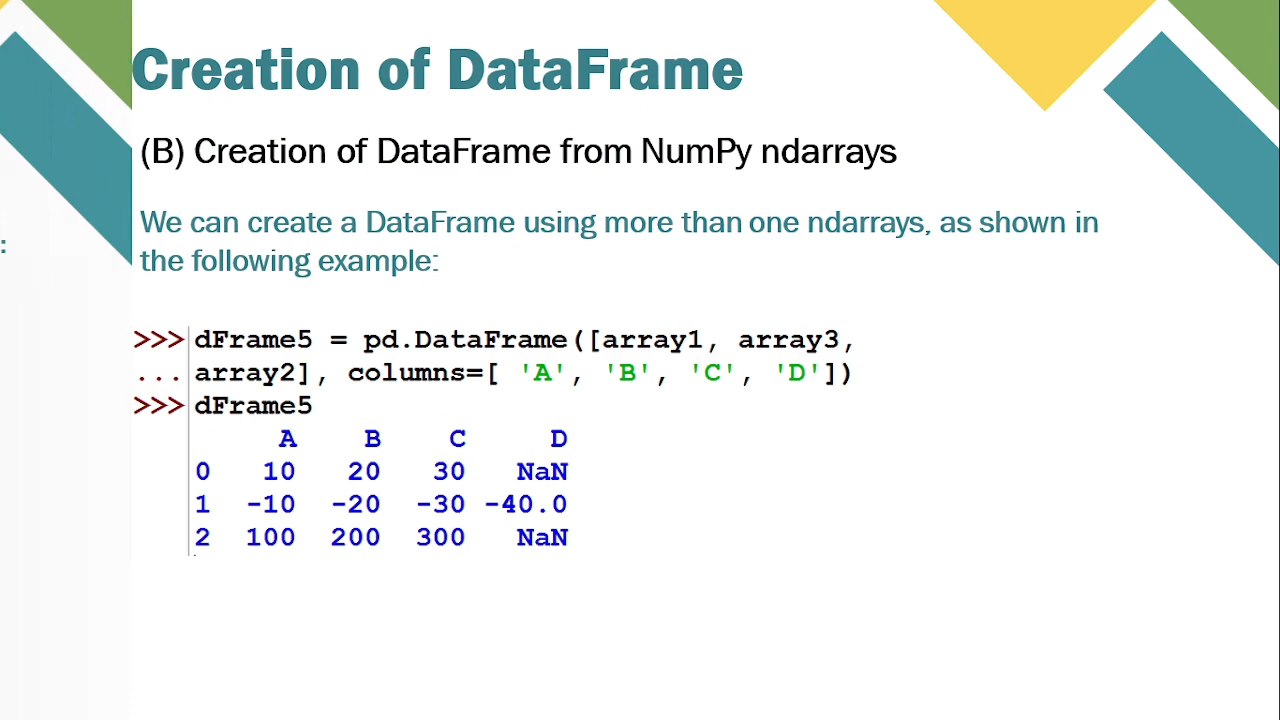 Creation of DataFrame
(B) Creation of DataFrame from NumPy ndarrays
:
We can create a DataFrame using more than one ndarrays, as shown in
the following example:
>>> dFrame5 = pd.DataFrame([array1, array3,
... array2], columns=[ 'A', 'B', 'C', 'D'])
>>> dFrame5
A B C D
0 10 20 30 NaN
1 -10 -20 -30 -40.0
2 100 200 300 NaN